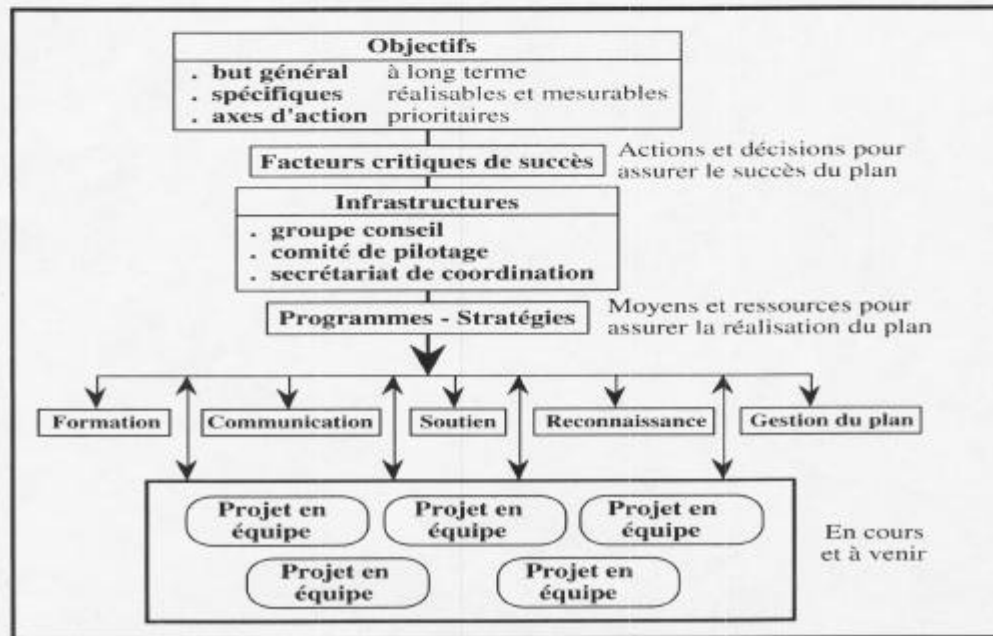 Objectifs
. but général à long terme
. spécifiques réalisables et mesurables
. axes d'action prioritaires
Facteurs critiques de succès
Actions et décisions pour
assurer le succès du plan
Infrastructures
. groupe conseil
. comité de pilotage
. secrétariat de coordination
Programmes - Stratégies
Moyens et ressources pour
assurer la réalisation du plan
Formation
Communication
Soutien
Reconnaissance
Gestion du plan
Projet en
équipe
Projet en
équipe
Projet en
équipe
Projet en
équipe
Projet en
équipe
En cours
et à venir